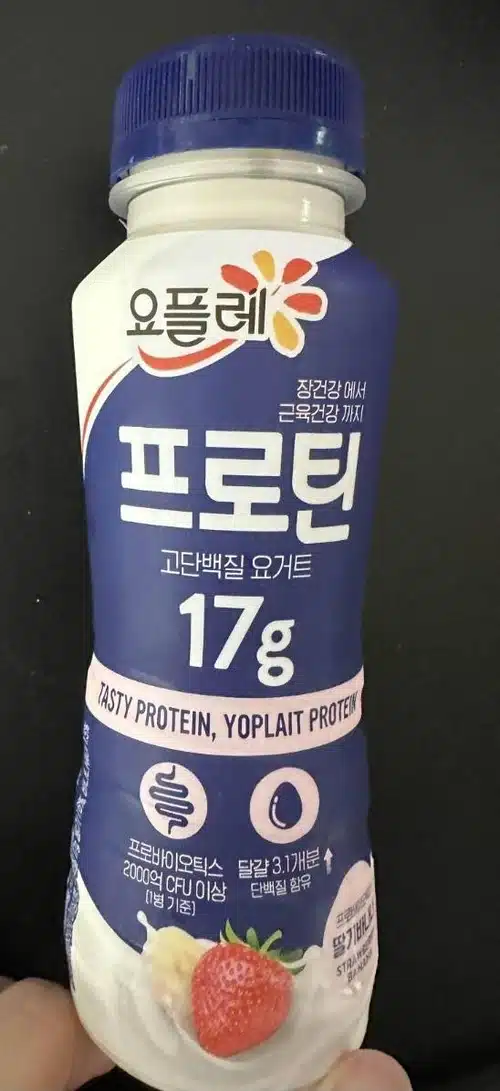 요플레
장건강 에서
근육건강 까지
프로틴
고단백질 요거트
17g
TASTY PROTEIN, YOPLAIT PROTEIN
프로바이오틱스
2000억 CFU 이상
(1병 기준)
달걀 3.1개분
단백질 함유
딸기바나
STRAWBE
BANAN